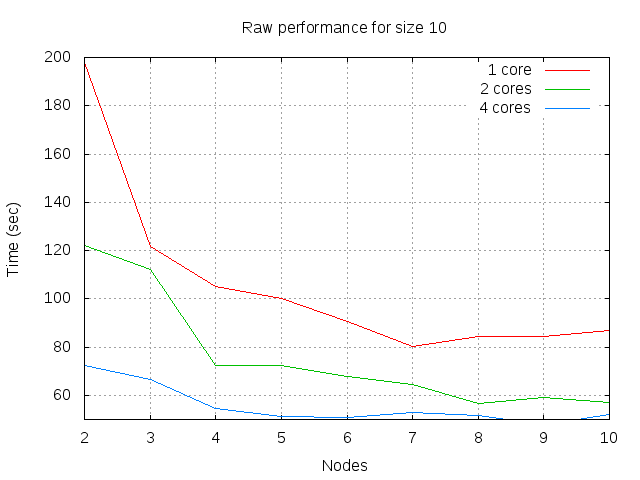 Raw performance for size 10
200
180
160
140
120
100
80
60
Time (sec)
1 core
2 cores
4 cores
2 3 4 5 6 7 8 9 10
Nodes